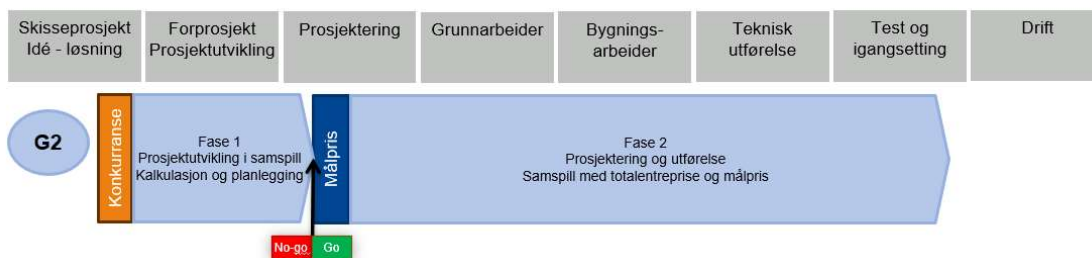 Skisseprosjekt
Idé - løsning
Forprosjekt
Prosjektutvikling
Prosjektering
Grunnarbeider
Bygnings-
arbeider
Teknisk
utførelse
Test og
igangsetting
Drift
G2
Konkurranse
Fase 1
Prosjektutvikling i samspill
Kalkulasjon og planlegging
Målpris
Fase 2
Prosjektering og utførelse
Samspill med totalentreprise og målpris
No-go
Go